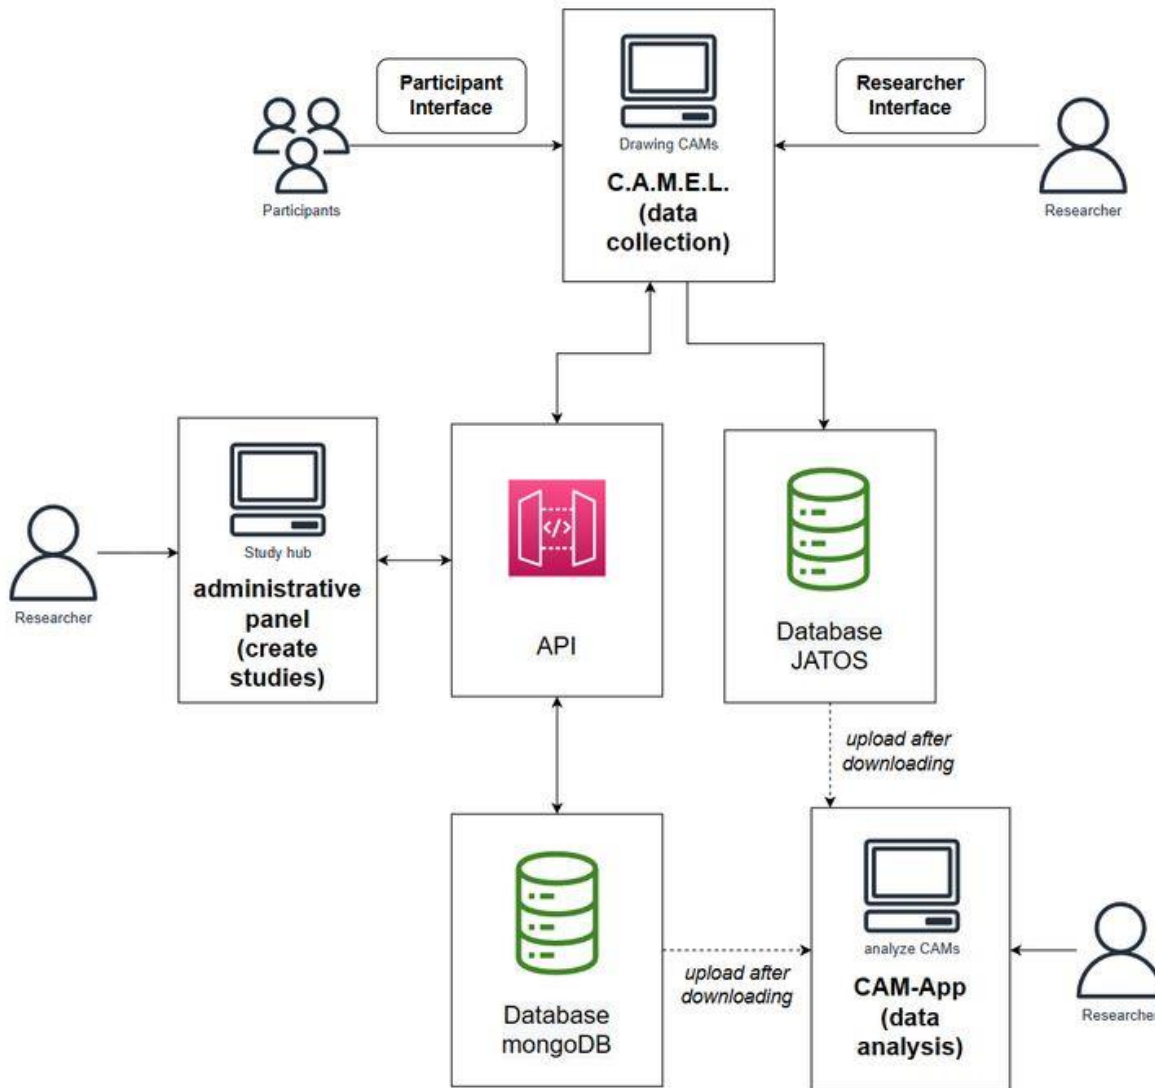 Participant
Interface
Researcher
Interface
Drawing CAMs
C.A.M.E.L.
(data
collection)
Participants
Researcher
Study hub
administrative
panel
(create
studies)
Researcher
</>
API
Database
JATOS
upload after
downloading
Database
mongoDB
upload after
downloading
analyze CAMs
CAM-App
(data
analysis)
Researcher